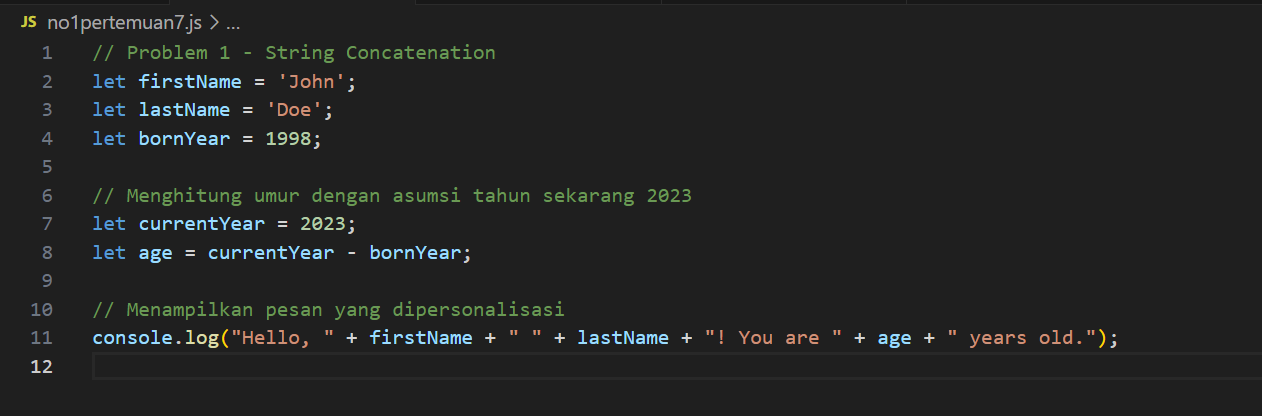 JS no1pertemuan7.js > ...
1 // Problem 1 - String Concatenation
2 let firstName = 'John';
3 let lastName = 'Doe';
4 let bornYear = 1998;
5
6 // Menghitung umur dengan asumsi tahun sekarang 2023
7 let currentYear = 2023;
8 let age = currentYear - bornYear;
9
10 // Menampilkan pesan yang dipersonalisasi
11 console.log("Hello, " + firstName + " " + lastName + "! You are " + age + " years old.");
12